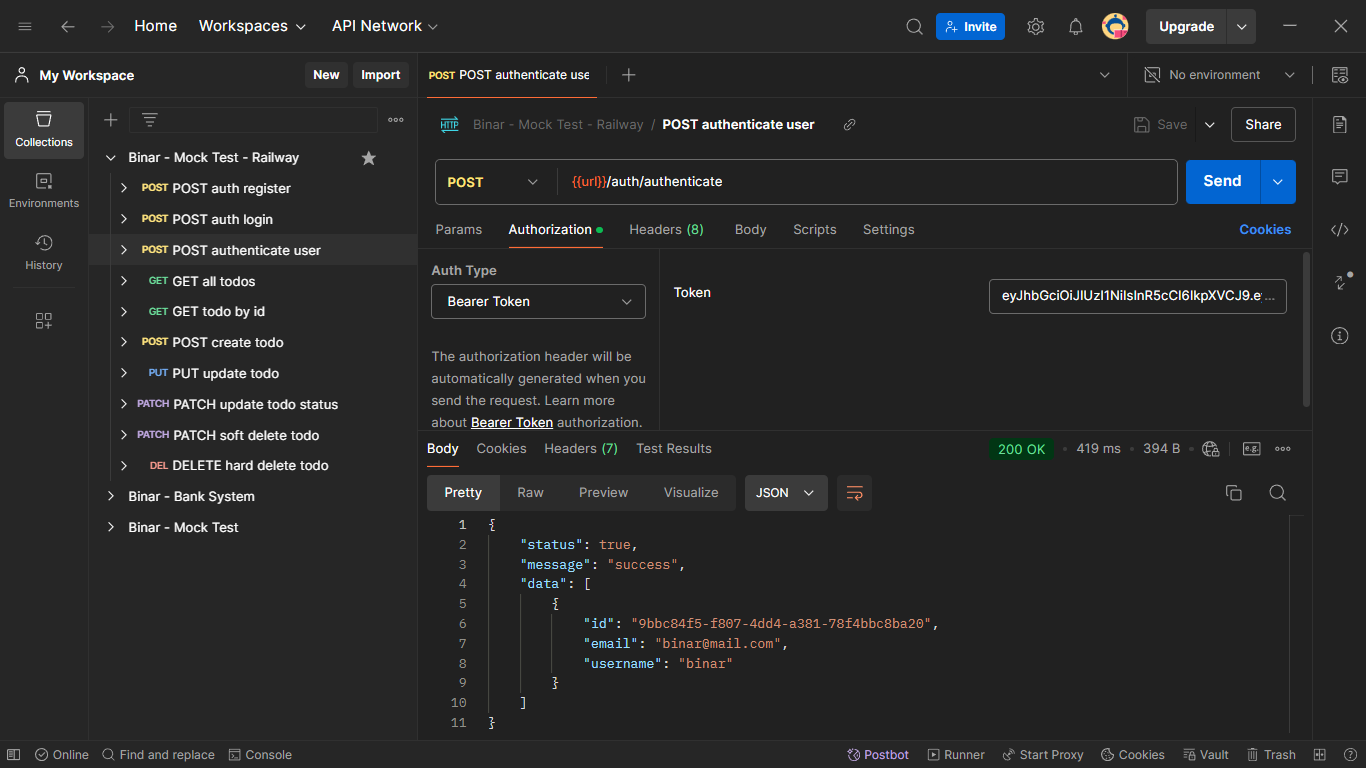 Home Workspaces API Network Invite Upgrade
My Workspace New Import POST POST authenticate use No environment
Collections
Environments
History
Binar - Mock Test - Railway
POST POST auth register
POST POST auth login
POST POST authenticate user
GET GET all todos
GET GET todo by id
POST POST create todo
PUT PUT update todo
PATCH PATCH update todo status
PATCH PATCH soft delete todo
DEL DELETE hard delete todo
Binar - Bank System
Binar - Mock Test
HTTP Binar - Mock Test - Railway / POST authenticate user Save Share
POST {{url}}/auth/authenticate Send
Params Authorization Headers (8) Body Scripts Settings Cookies
Auth Type
Bearer Token
Token eyJhbGciOiJIUzI1NiIsInR5cCI6IkpXVCJ9.e ...
The authorization header will be
automatically generated when you
send the request. Learn more
about Bearer Token authorization.
Body Cookies Headers (7) Test Results 200 OK 419 ms 394 B e.g.
Pretty Raw Preview Visualize JSON
1 {
2 "status": true,
3 "message": "success",
4 "data": [
5 {
6 "id": "9bbc84f5-f807-4dd4-a381-78f4bbc8ba20",
7 "email": "binar@mail.com",
8 "username": "binar"
9 }
10 ]
11 }
Online Find and replace Console Postbot Runner Start Proxy Cookies Vault Trash